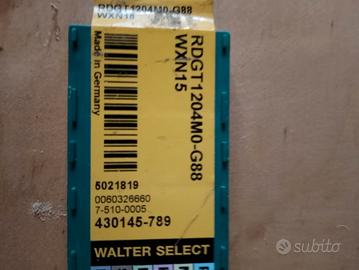 RDGT1204M0-G88
WXN15
RDGT1204M0-G88
WXN15
Made in Germany
5021819
0060326660
7-510-0005
430145-789
WALTER SELECT
subito